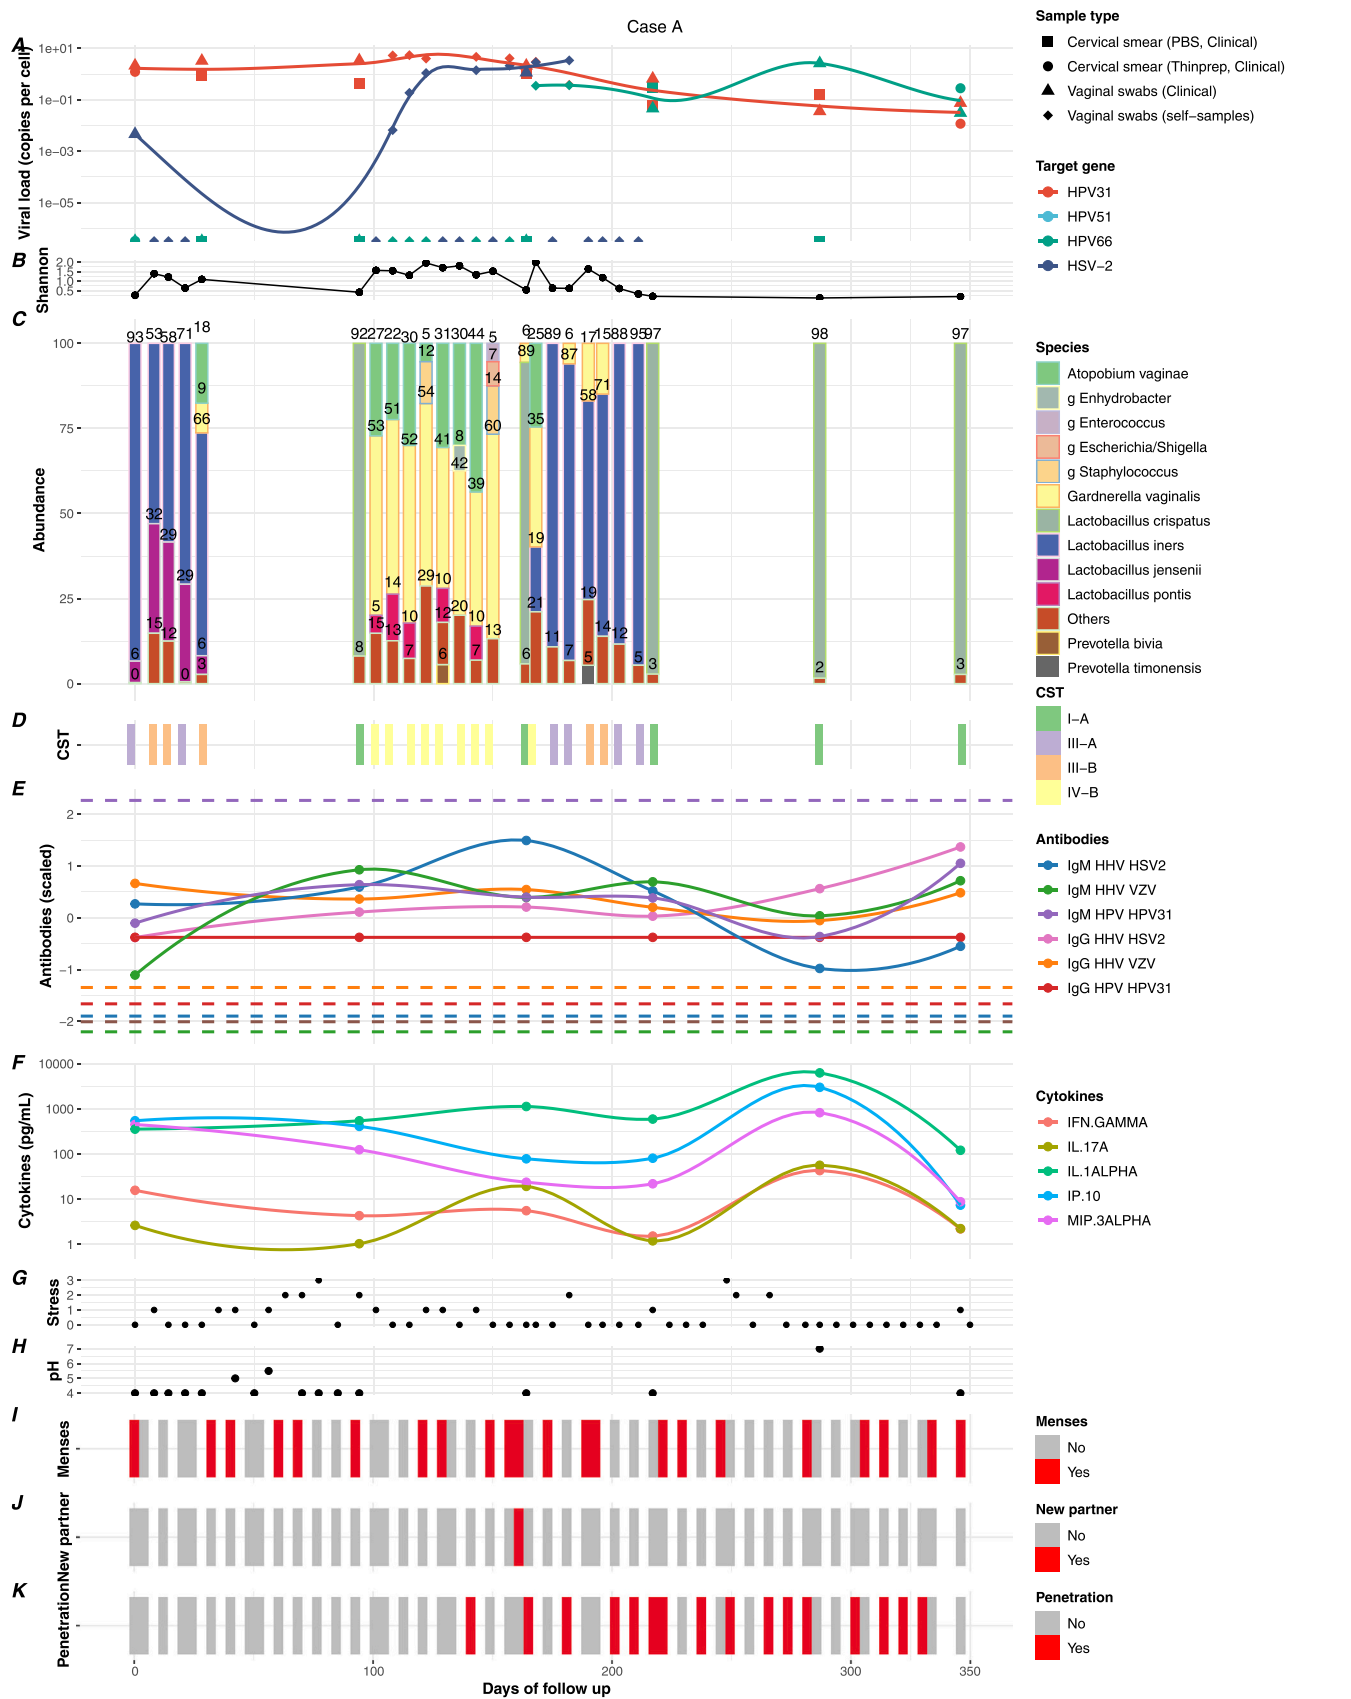 Case A
A
Viral load (copies per cell)
1e+01
1e−01
1e−03
1e−05
Sample type
Cervical smear (PBS, Clinical)
Cervical smear (Thinprep, Clinical)
Vaginal swabs (Clinical)
Vaginal swabs (self−samples)
Target gene
HPV31
HPV51
HPV66
HSV−2
B
Shannon
2.0
1.5
1.0
0.5
C
Abundance
100
75
50
25
0
93 53 58 71 18 92 27 22 30 5 31 30 44 5 6 25 89 6 17 15 88 95 97 98 97
12 7 89 87
9 54 14 71
66 53 51 52 41 8 42 39 60 35 58
32 29 29 19
15 12 6 5 14 10 29 10 20 10 13 21 11 19 14 12
6 0 0 3 8 15 13 7 12 6 7 6 7 5 5 3 2 3
Species
Atopobium vaginae
g Enhydrobacter
g Enterococcus
g Escherichia/Shigella
g Staphylococcus
Gardnerella vaginalis
Lactobacillus crispatus
Lactobacillus iners
Lactobacillus jensenii
Lactobacillus pontis
Others
Prevotella bivia
Prevotella timonensis
D
CST
CST
I−A
III−A
III−B
IV−B
E
Antibodies (scaled)
2
1
0
−1
−2
Antibodies
IgM HHV HSV2
IgM HHV VZV
IgM HPV HPV31
IgG HHV HSV2
IgG HHV VZV
IgG HPV HPV31
F
Cytokines (pg/mL)
10000
1000
100
10
1
Cytokines
IFN.GAMMA
IL.17A
IL.1ALPHA
IP.10
MIP.3ALPHA
G
Stress
3
2
1
0
H
pH
7
6
5
4
I
Menses
Menses
No
Yes
J
New partner
New partner
No
Yes
K
Penetration
Penetration
No
Yes
0 100 200 300 350
Days of follow up